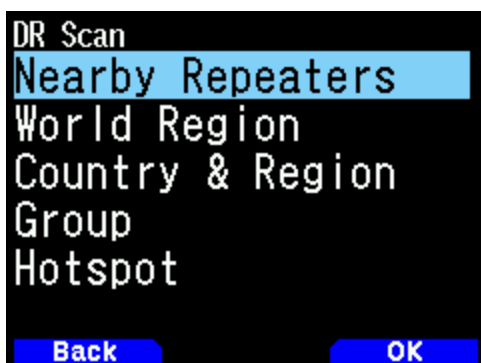 DR Scan
Nearby Repeaters
World Region
Country & Region
Group
Hotspot
Back OK